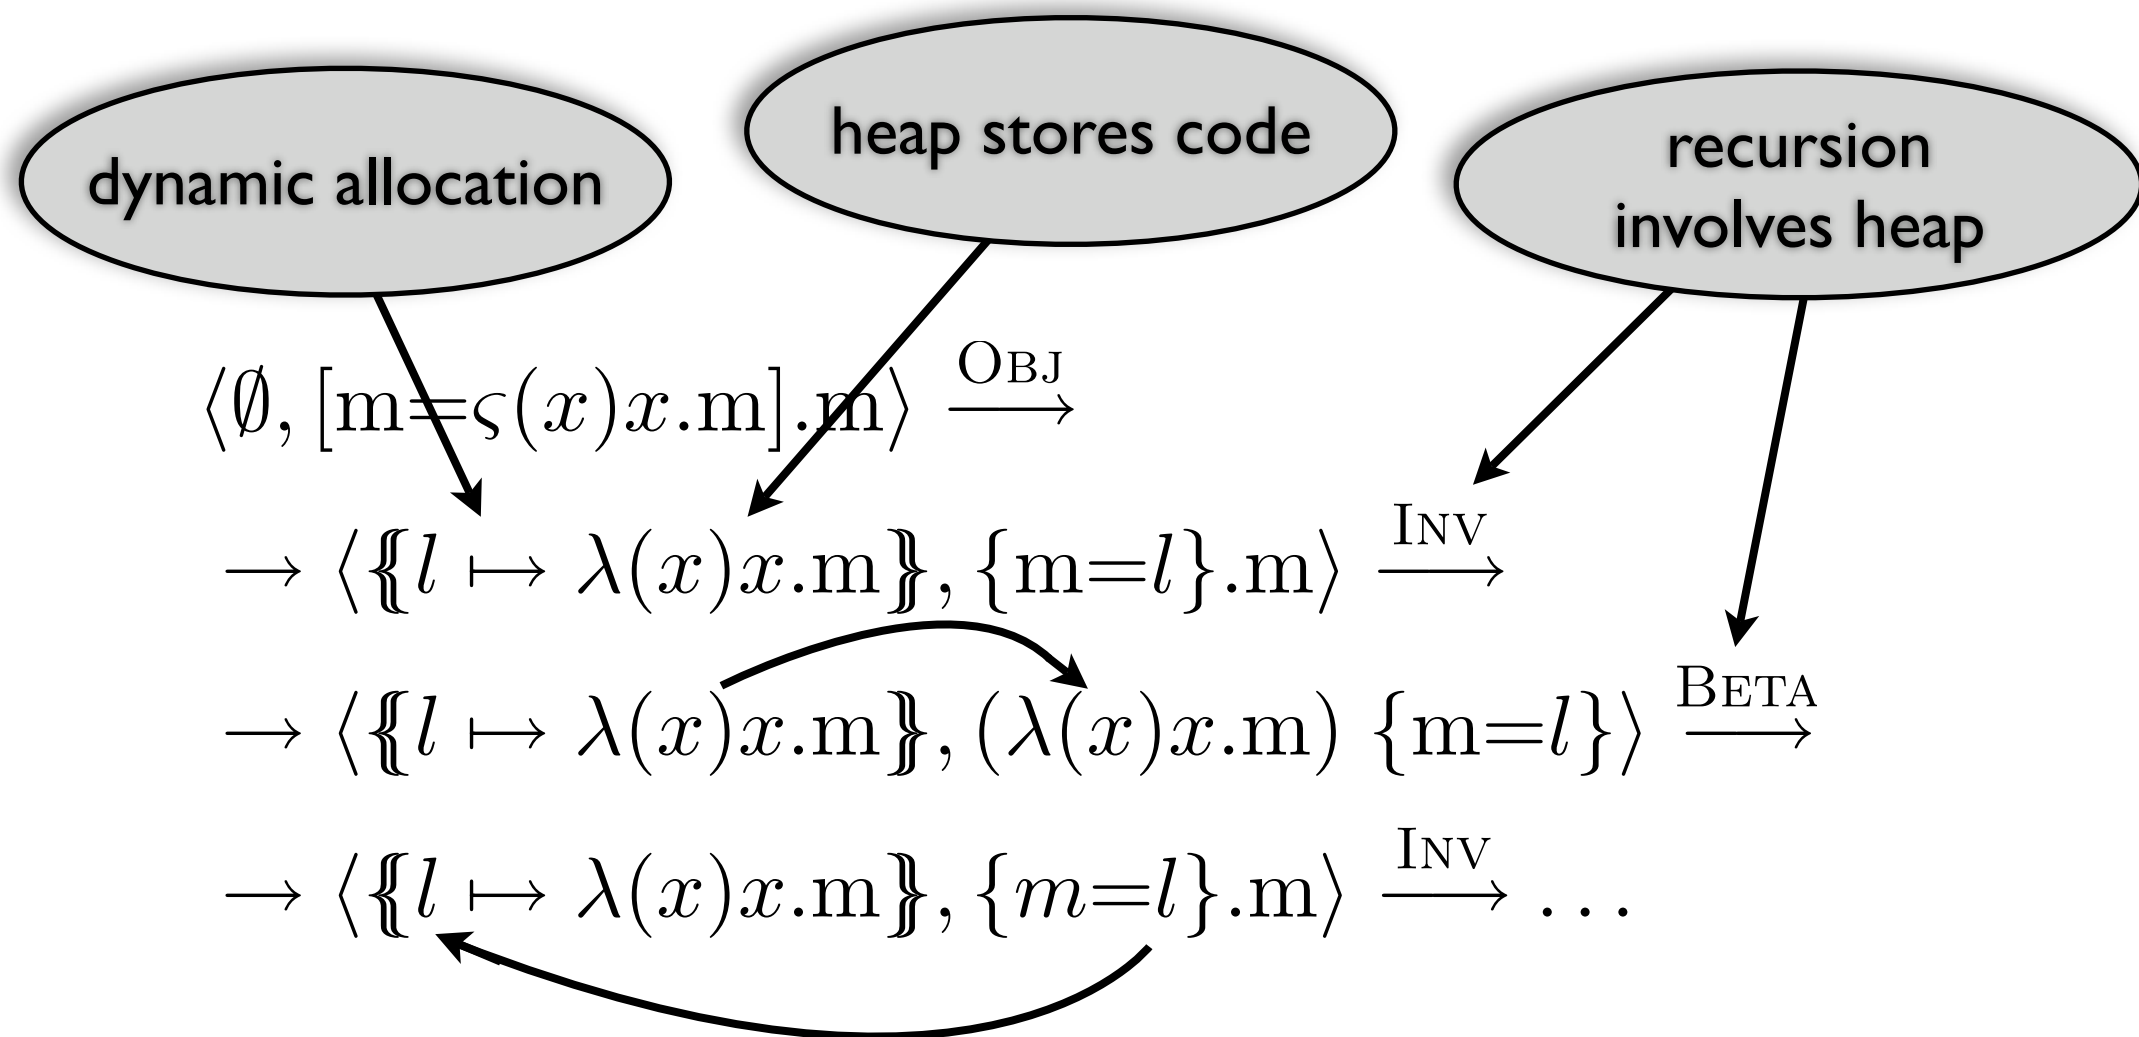 dynamic allocation
heap stores code
recursion
involves heap
⟨∅, [m=ς(x)x.m].m⟩ —OBJ→
→ ⟨{{l ↦ λ(x)x.m}}, {m=l}.m⟩ —INV→
→ ⟨{{l ↦ λ(x)x.m}}, (λ(x)x.m) {m=l}⟩ —BETA→
→ ⟨{{l ↦ λ(x)x.m}}, {m=l}.m⟩ —INV→ ...